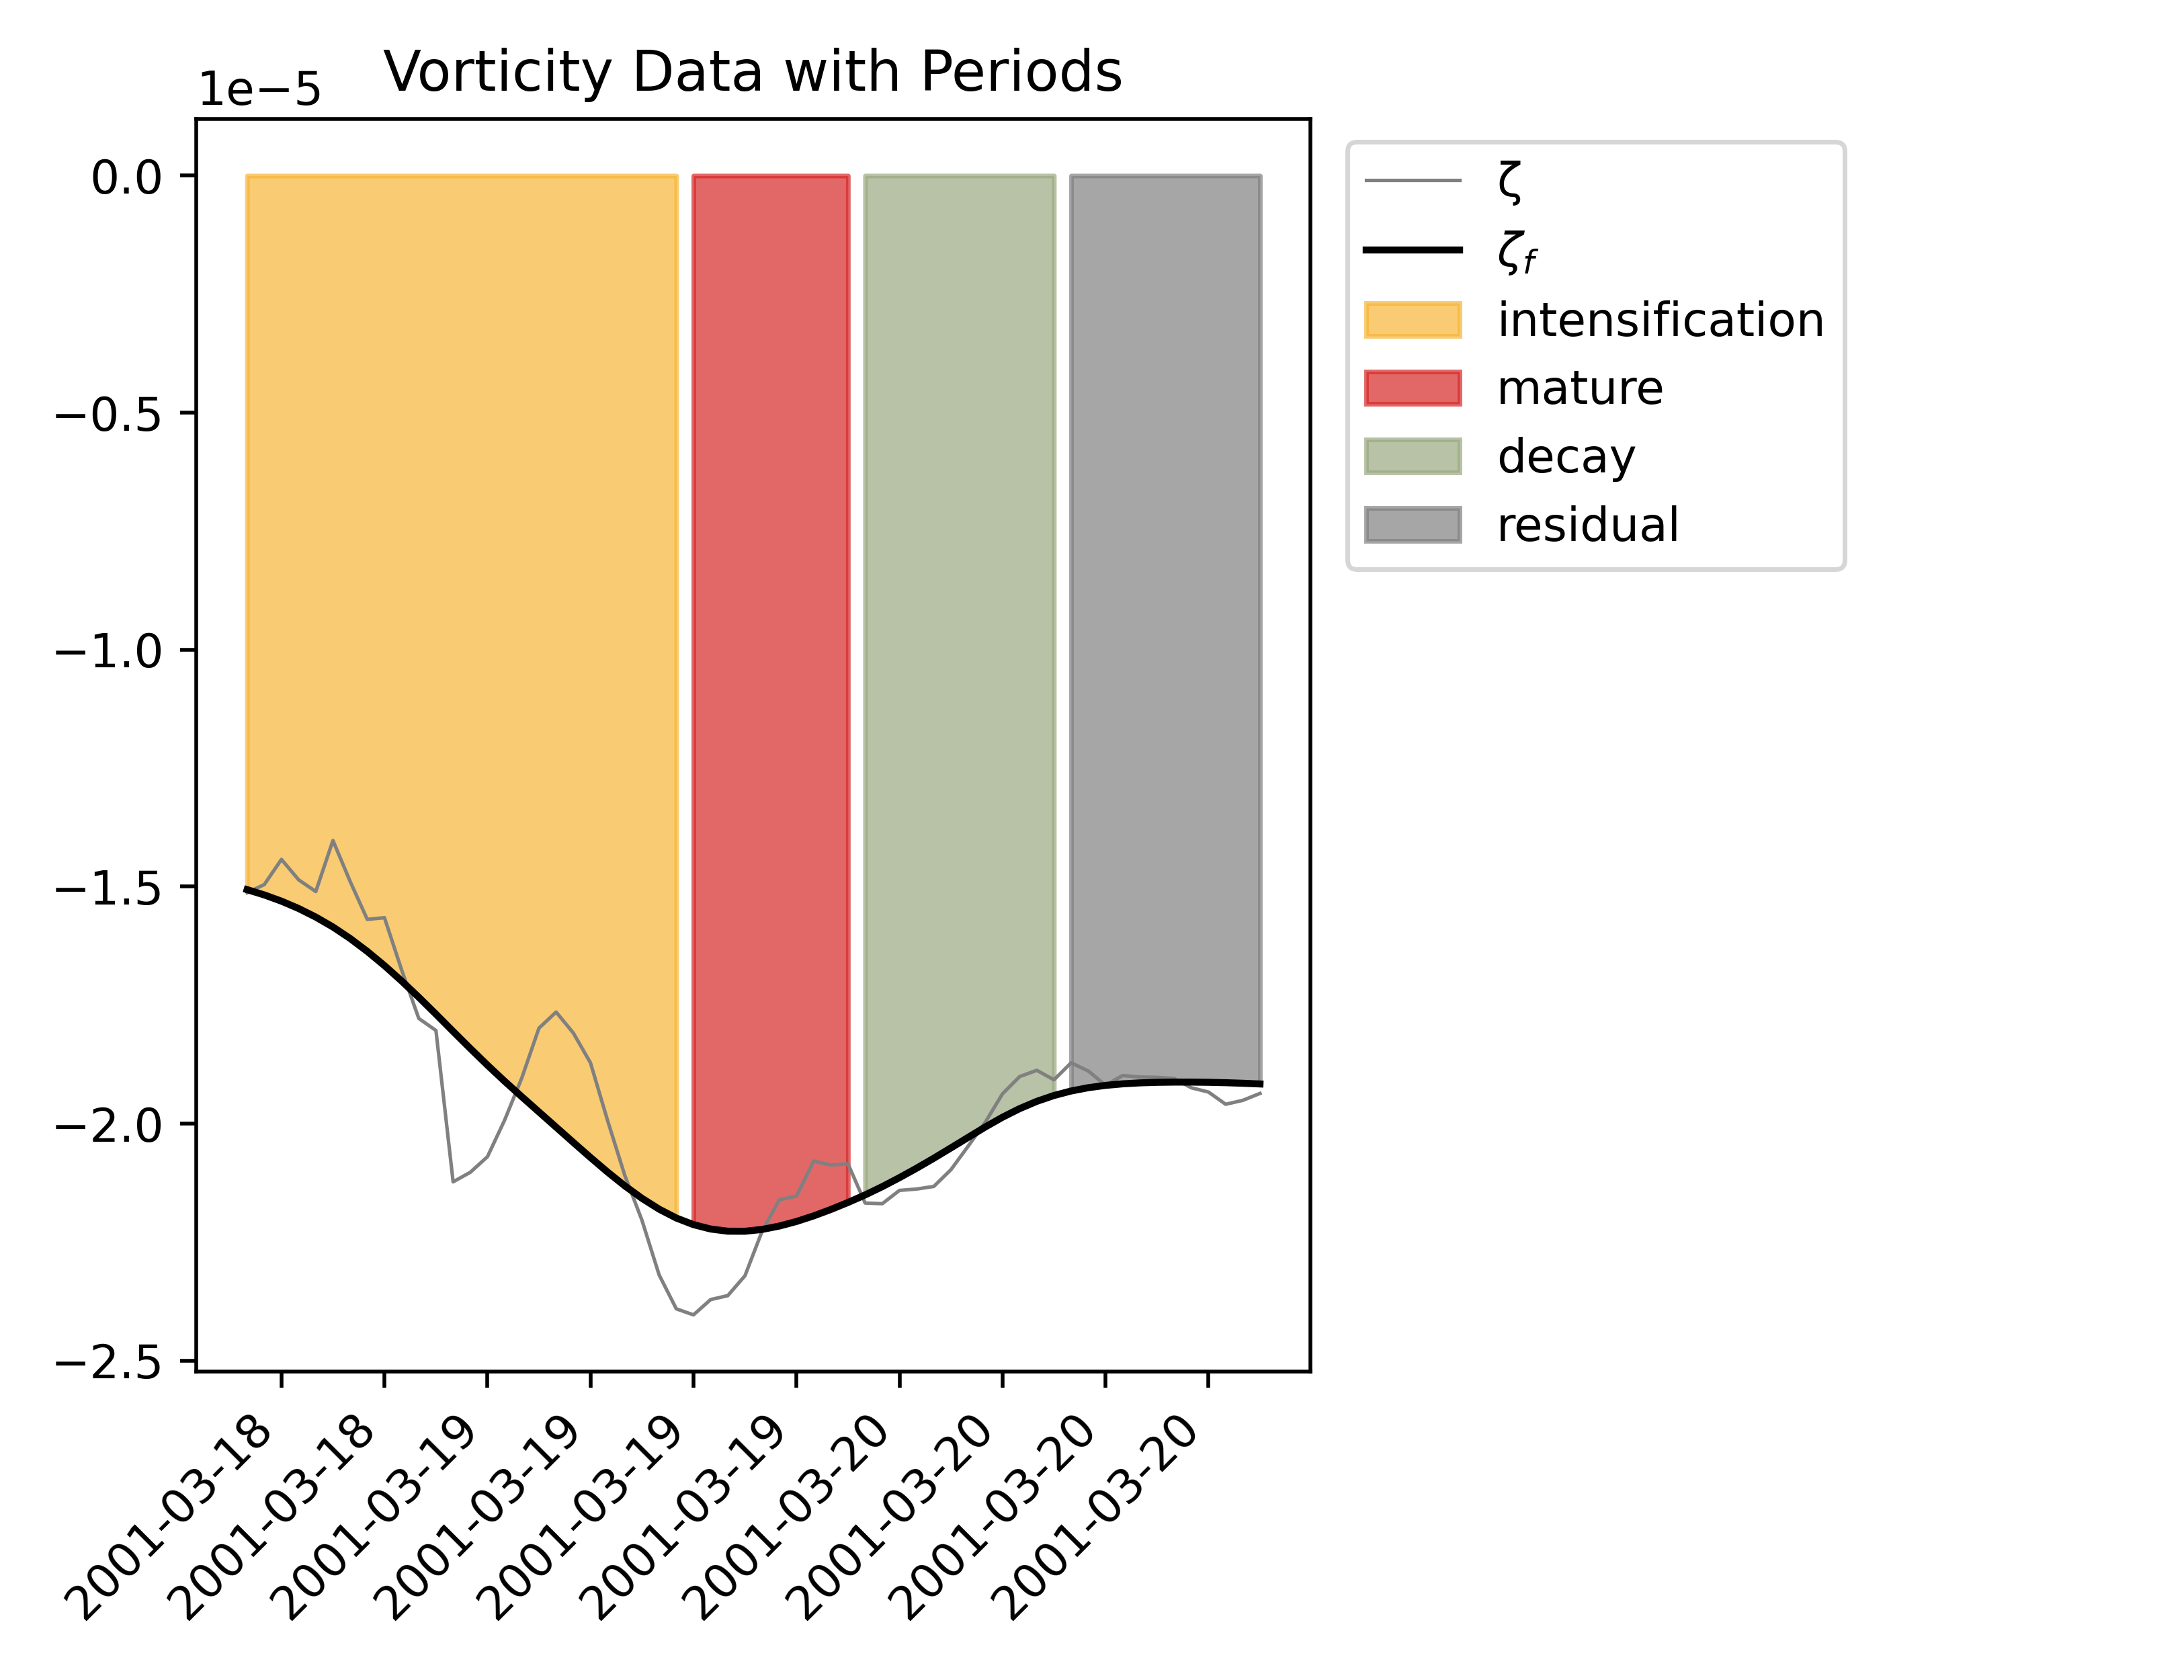 Vorticity Data with Periods
1e−5
0.0
−0.5
−1.0
−1.5
−2.0
−2.5
2001-03-18
2001-03-18
2001-03-19
2001-03-19
2001-03-19
2001-03-19
2001-03-20
2001-03-20
2001-03-20
2001-03-20
ζ
ζf
intensification
mature
decay
residual